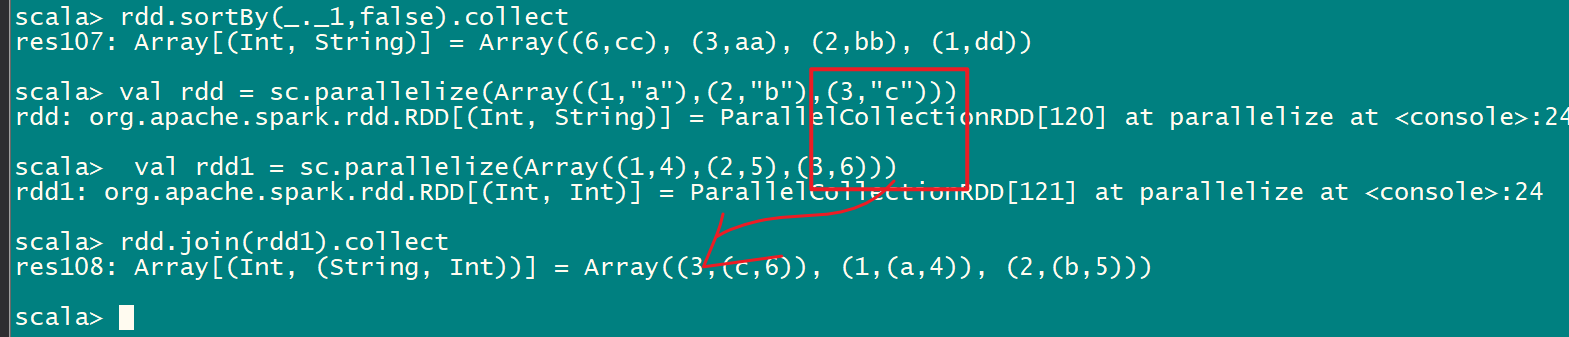 scala> rdd.sortBy(_._1,false).collect
res107: Array[(Int, String)] = Array((6,cc), (3,aa), (2,bb), (1,dd))
scala> val rdd = sc.parallelize(Array((1,"a"),(2,"b"),(3,"c")))
rdd: org.apache.spark.rdd.RDD[(Int, String)] = ParallelCollectionRDD[120] at parallelize at <console>:24
scala>  val rdd1 = sc.parallelize(Array((1,4),(2,5),(3,6)))
rdd1: org.apache.spark.rdd.RDD[(Int, Int)] = ParallelCollectionRDD[121] at parallelize at <console>:24
scala> rdd.join(rdd1).collect
res108: Array[(Int, (String, Int))] = Array((3,(c,6)), (1,(a,4)), (2,(b,5)))
scala>